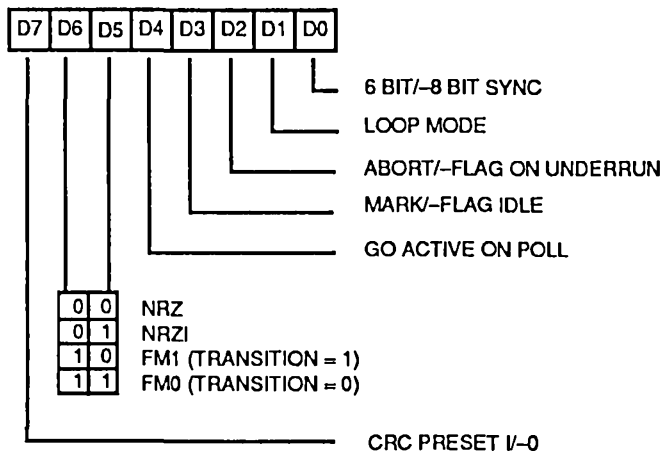 D7 D6 D5 D4 D3 D2 D1 D0
6 BIT/–8 BIT SYNC
LOOP MODE
ABORT/–FLAG ON UNDERRUN
MARK/–FLAG IDLE
GO ACTIVE ON POLL
0 0 NRZ
0 1 NRZI
1 0 FM1 (TRANSITION = 1)
1 1 FM0 (TRANSITION = 0)
CRC PRESET I/–0